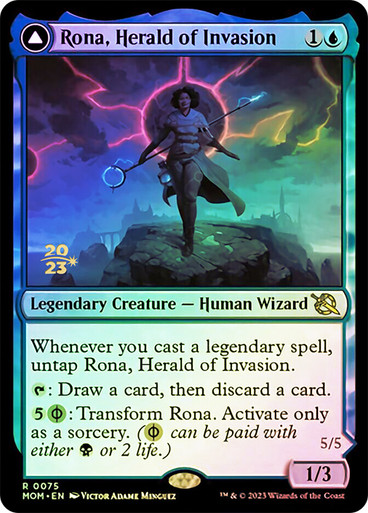 Rona, Herald of Invasion 1
20
23
Legendary Creature — Human Wizard
Whenever you cast a legendary spell,
untap Rona, Herald of Invasion.
: Draw a card, then discard a card.
5 : Transform Rona. Activate only
as a sorcery. ( can be paid with
either or 2 life.)
5/5
1/3
R 0075
MOM • EN Victor Adame Minguez
™ & © 2023 Wizards of the Coast